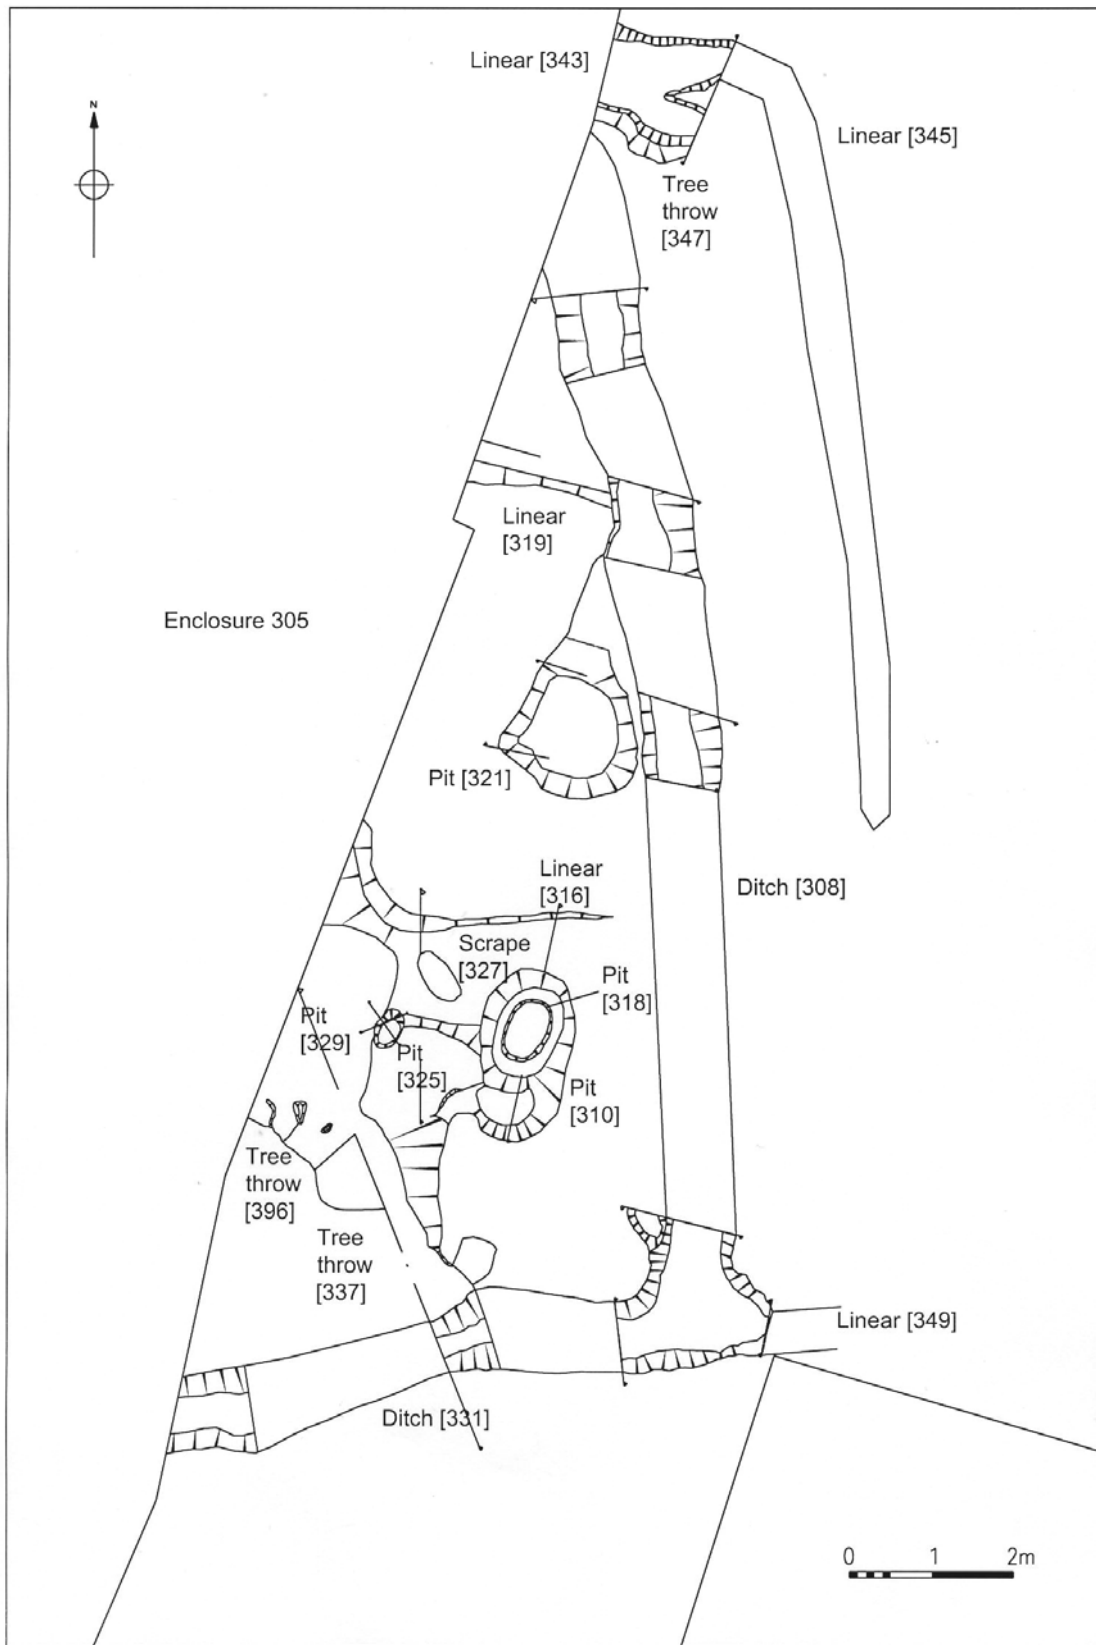 Linear [343]
N
Linear [345]
Tree
throw
[347]
Linear
[319]
Enclosure 305
Pit [321]
Linear
[316]
Ditch [308]
Scrape
[327]
Pit
[318]
Pit
[329]
Pit
[325]
Pit
[310]
Tree
throw
[396]
Tree
throw
[337]
Linear [349]
Ditch [331]
0 1 2m